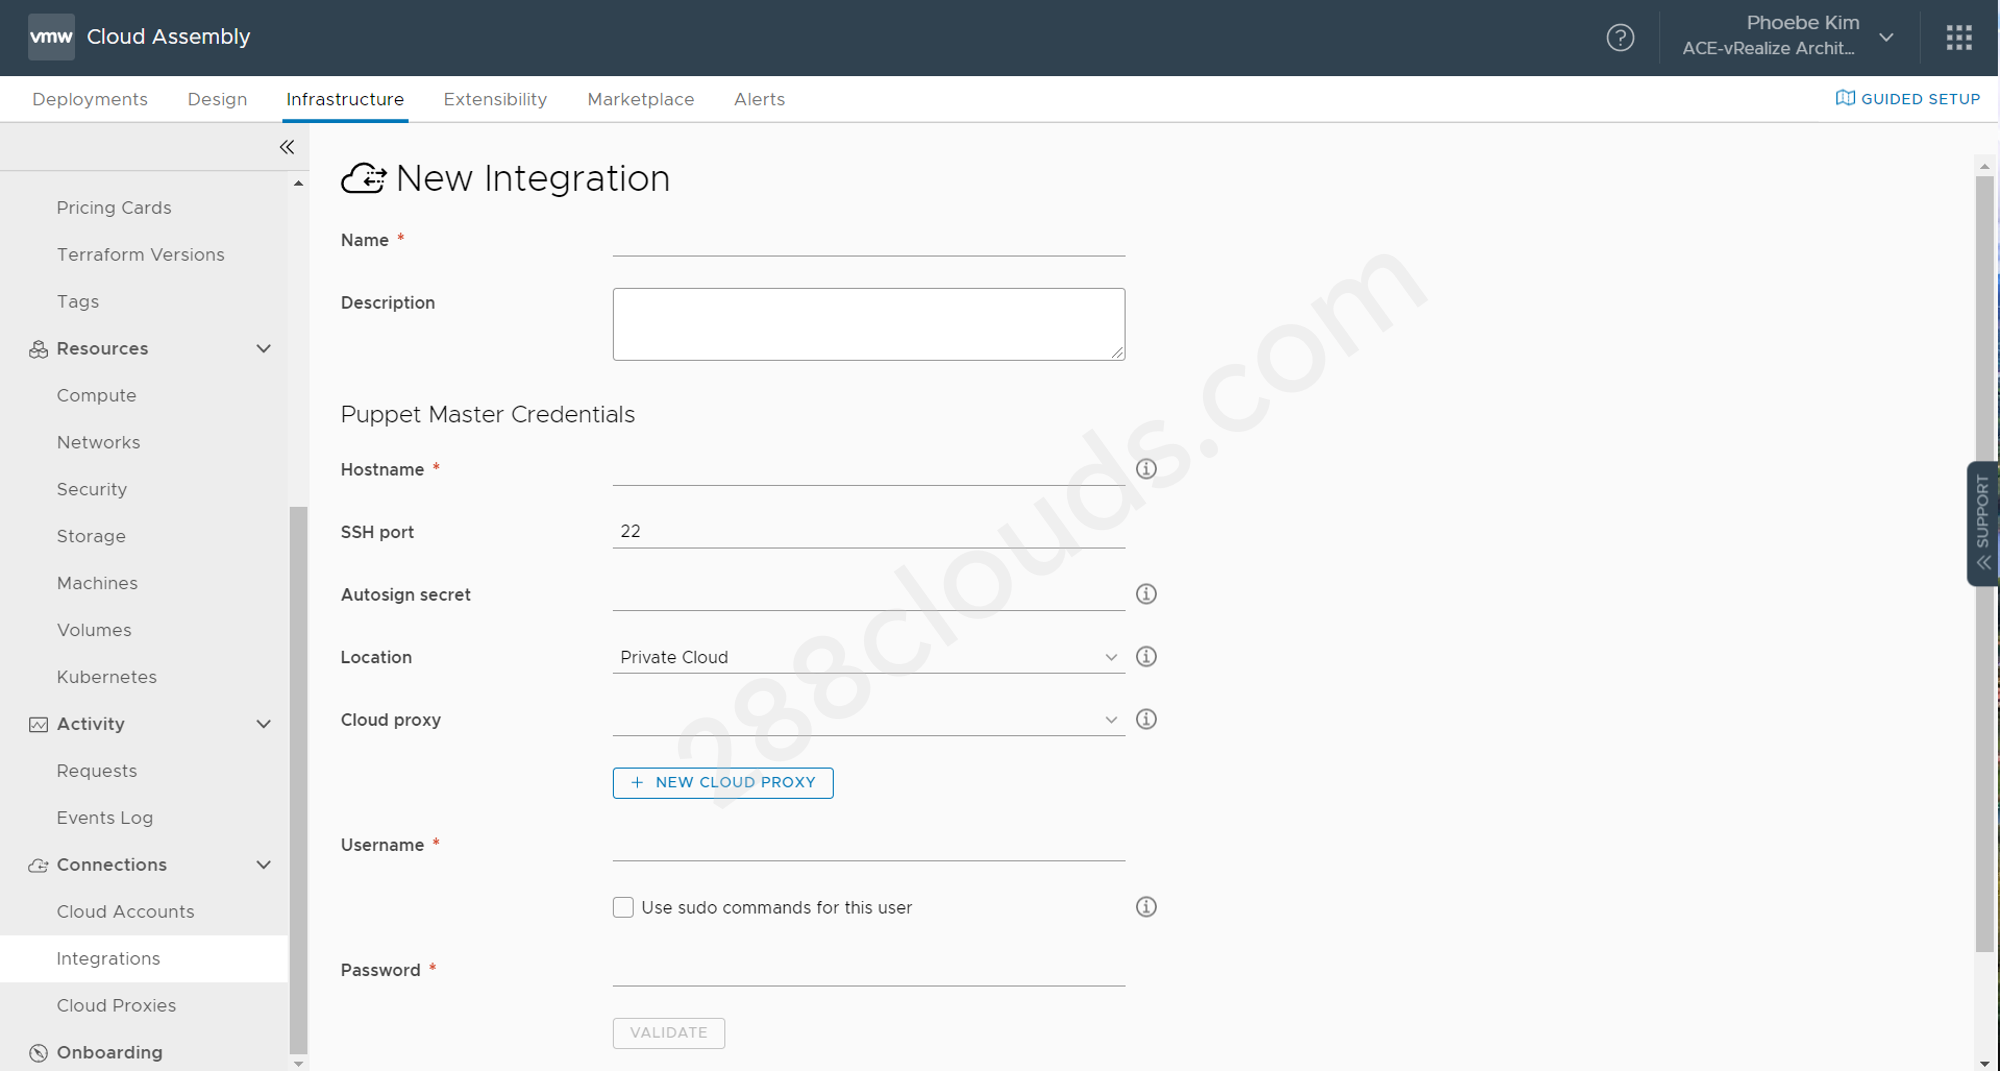 vmw Cloud Assembly
Phoebe Kim
ACE-vRealize Archit...
Deployments Design Infrastructure Extensibility Marketplace Alerts GUIDED SETUP
Pricing Cards
Terraform Versions
Tags
Resources
Compute
Networks
Security
Storage
Machines
Volumes
Kubernetes
Activity
Requests
Events Log
Connections
Cloud Accounts
Integrations
Cloud Proxies
Onboarding
New Integration
Name *
Description
Puppet Master Credentials
Hostname *
SSH port 22
Autosign secret
Location Private Cloud
Cloud proxy
+ NEW CLOUD PROXY
Username *
Use sudo commands for this user
Password *
VALIDATE
SUPPORT
288clouds.com